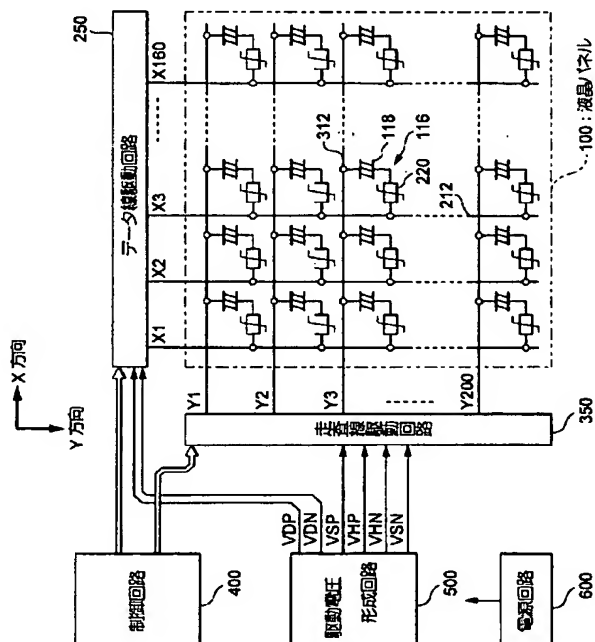 X 方向
Y 方向
250
データ線駆動回路
X1
X2
X3
X160
Y1
Y2
Y3
Y200
312
118
116
220
212
100：液晶パネル
走査線駆動回路
350
VDP
VDN
VSP
VHP
VHN
VSN
制御回路
400
駆動電圧
形成回路
500
電源回路
600